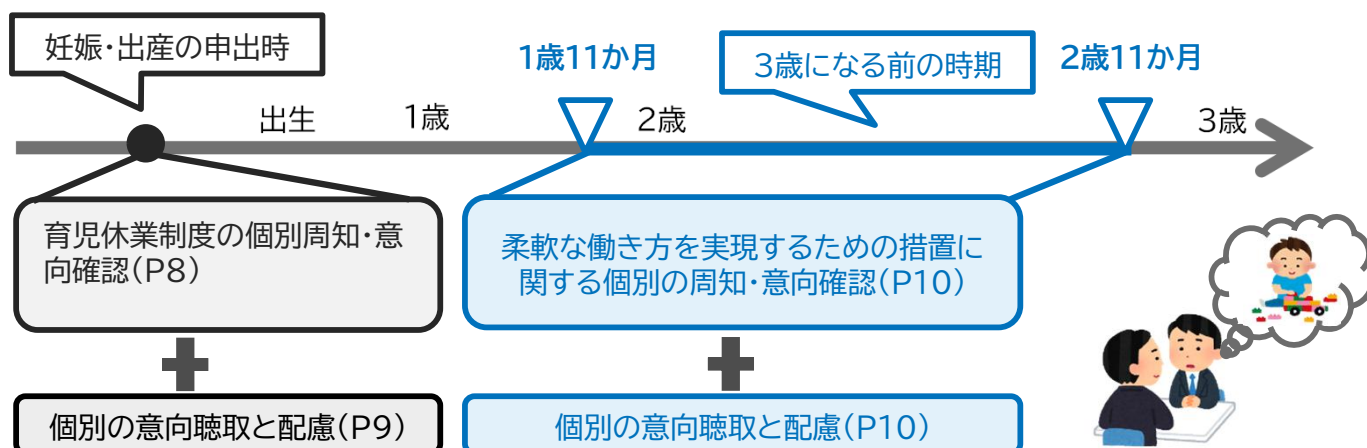 妊娠・出産の申出時
1歳11か月
3歳になる前の時期
2歳11か月
出生
1歳
2歳
3歳
育児休業制度の個別周知・意
向確認(P8)
柔軟な働き方を実現するための措置に
関する個別の周知・意向確認(P10)
個別の意向聴取と配慮(P9)
個別の意向聴取と配慮(P10)